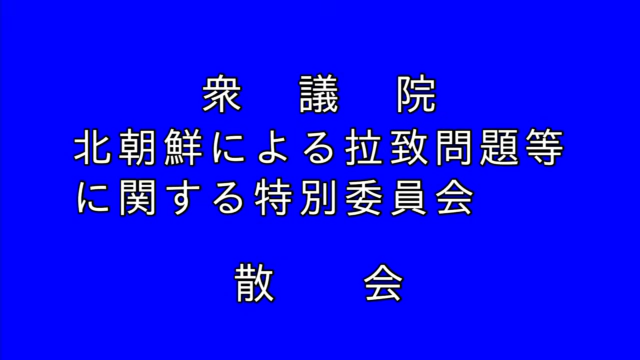 衆議院
北朝鮮による拉致問題等
に関する特別委員会
散会